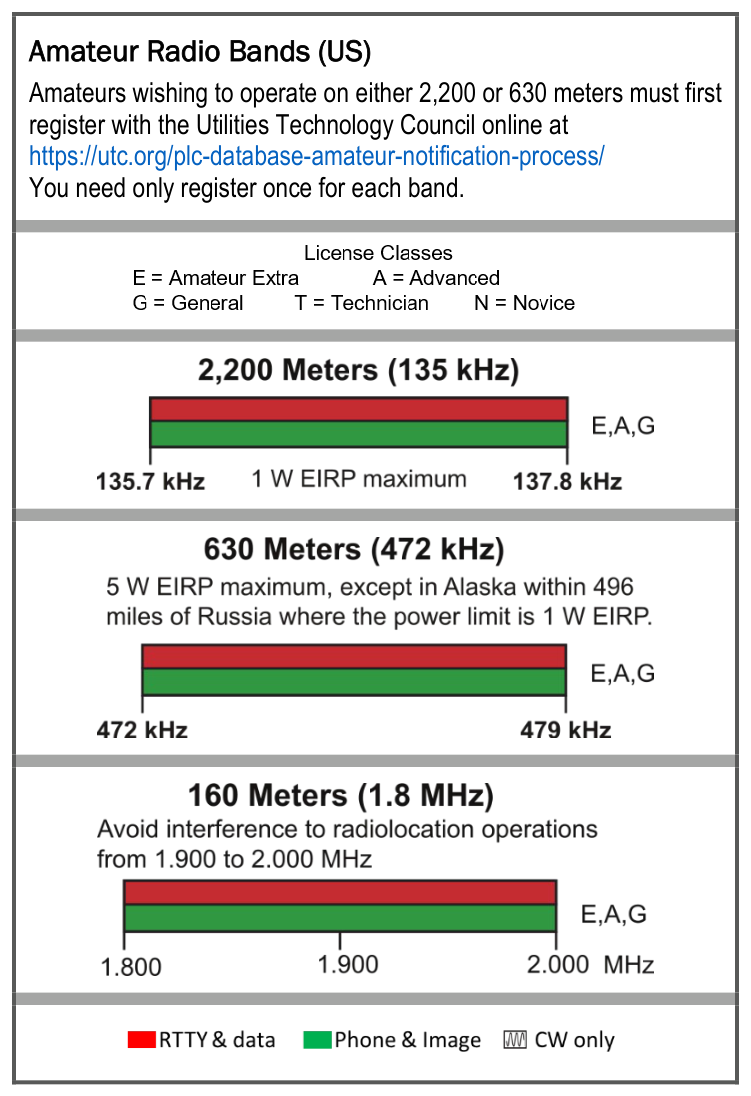 Amateur Radio Bands (US)
Amateurs wishing to operate on either 2,200 or 630 meters must first
register with the Utilities Technology Council online at
https://utc.org/plc-database-amateur-notification-process/
You need only register once for each band.
License Classes
E = Amateur Extra A = Advanced
G = General T = Technician N = Novice
2,200 Meters (135 kHz)
E,A,G
135.7 kHz 1 W EIRP maximum 137.8 kHz
630 Meters (472 kHz)
5 W EIRP maximum, except in Alaska within 496
miles of Russia where the power limit is 1 W EIRP.
E,A,G
472 kHz 479 kHz
160 Meters (1.8 MHz)
Avoid interference to radiolocation operations
from 1.900 to 2.000 MHz
E,A,G
1.800 1.900 2.000 MHz
RTTY & data Phone & Image CW only